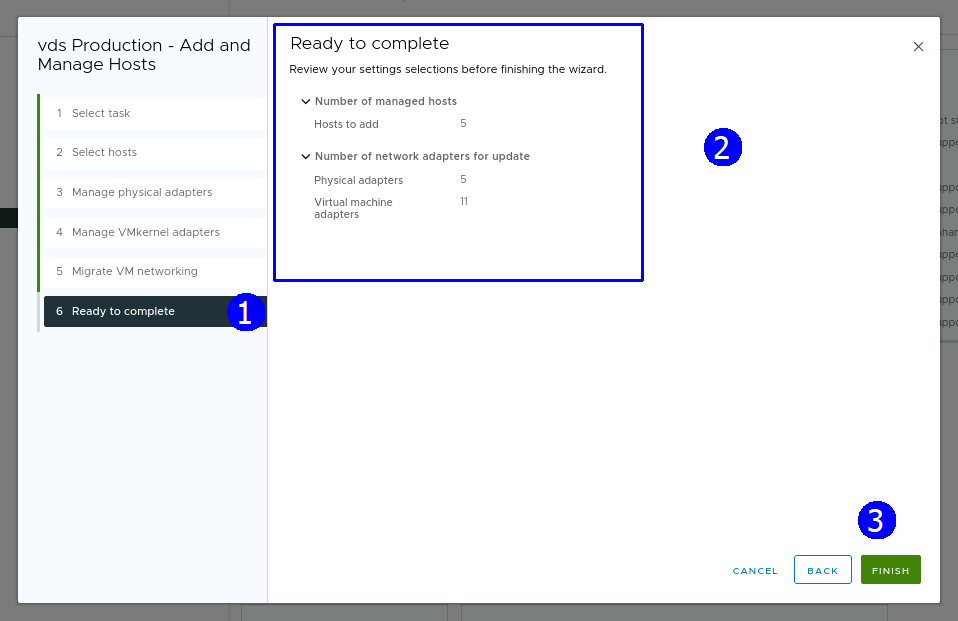 vds Production - Add and
Manage Hosts
1 Select task
2 Select hosts
3 Manage physical adapters
4 Manage VMkernel adapters
5 Migrate VM networking
6 Ready to complete
1
Ready to complete
Review your settings selections before finishing the wizard.
Number of managed hosts
Hosts to add 5
Number of network adapters for update
Physical adapters 5
Virtual machine 11
adapters
2
3
CANCEL BACK FINISH